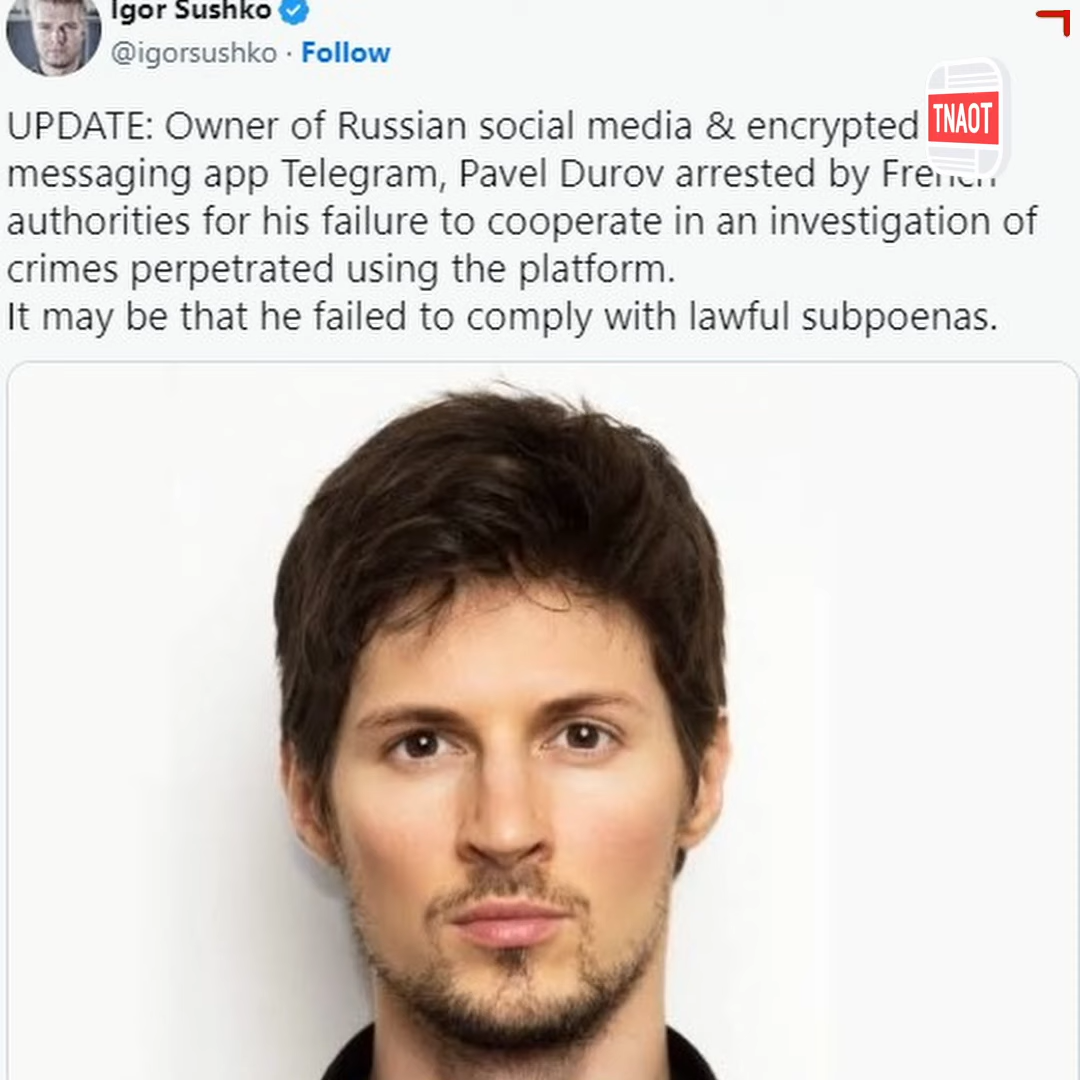 Igor Sushko
@igorsushko · Follow
UPDATE: Owner of Russian social media & encrypted
TNAOT
messaging app Telegram, Pavel Durov arrested by French
authorities for his failure to cooperate in an investigation of
crimes perpetrated using the platform.
It may be that he failed to comply with lawful subpoenas.